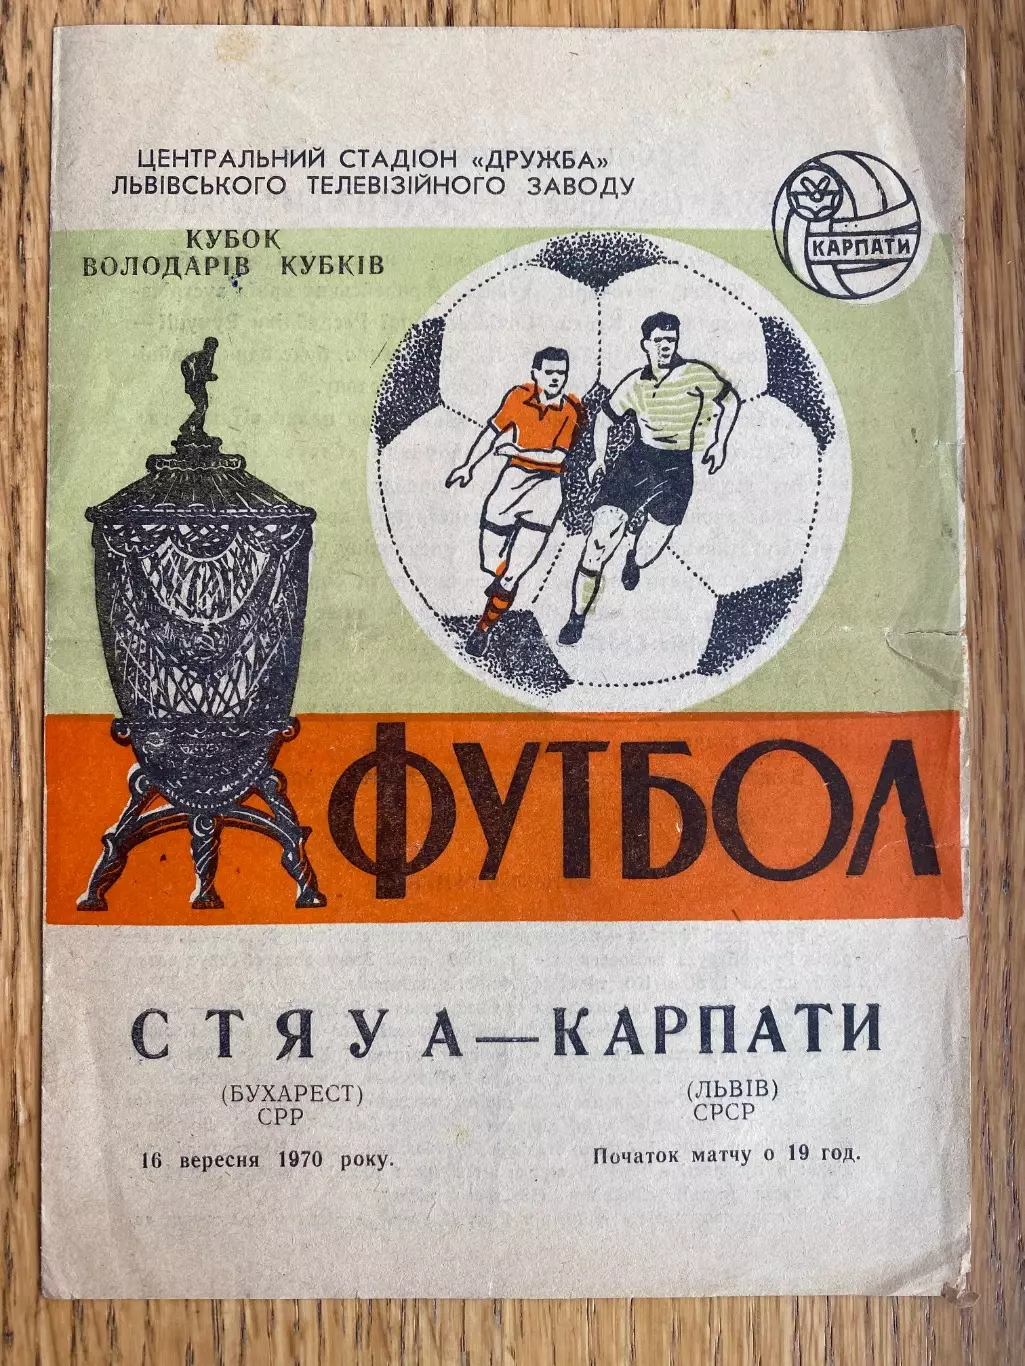 ЦЕНТРАЛЬНИЙ СТАДІОН «ДРУЖБА»
ЛЬВІВСЬКОГО ТЕЛЕВІЗІЙНОГО ЗАВОДУ
КАРПАТИ
КУБОК
ВОЛОДАРІВ КУБКІВ
ФУТБОЛ
СТЯУА—КАРПАТИ
(БУХАРЕСТ)
СРР
(ЛЬВІВ)
СРСР
16 вересня 1970 року.
Початок матчу о 19 год.